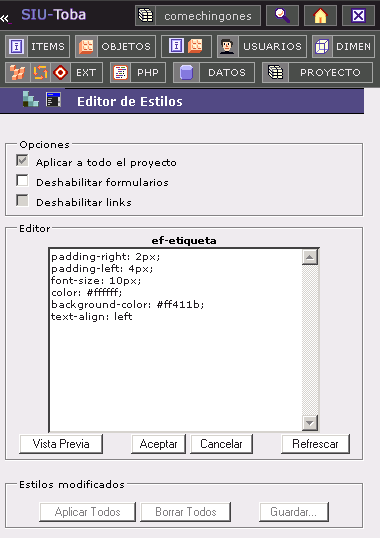 « SIU-Toba comechingones
ITEMS OBJETOS USUARIOS DIMEN
EXT PHP DATOS PROYECTO
Editor de Estilos
Opciones
Aplicar a todo el proyecto
Deshabilitar formularios
Deshabilitar links
Editor
ef-etiqueta
padding-right: 2px;
padding-left: 4px;
font-size: 10px;
color: #ffffff;
background-color: #ff411b;
text-align: left
Vista Previa Aceptar Cancelar Refrescar
Estilos modificados
Aplicar Todos Borrar Todos Guardar...